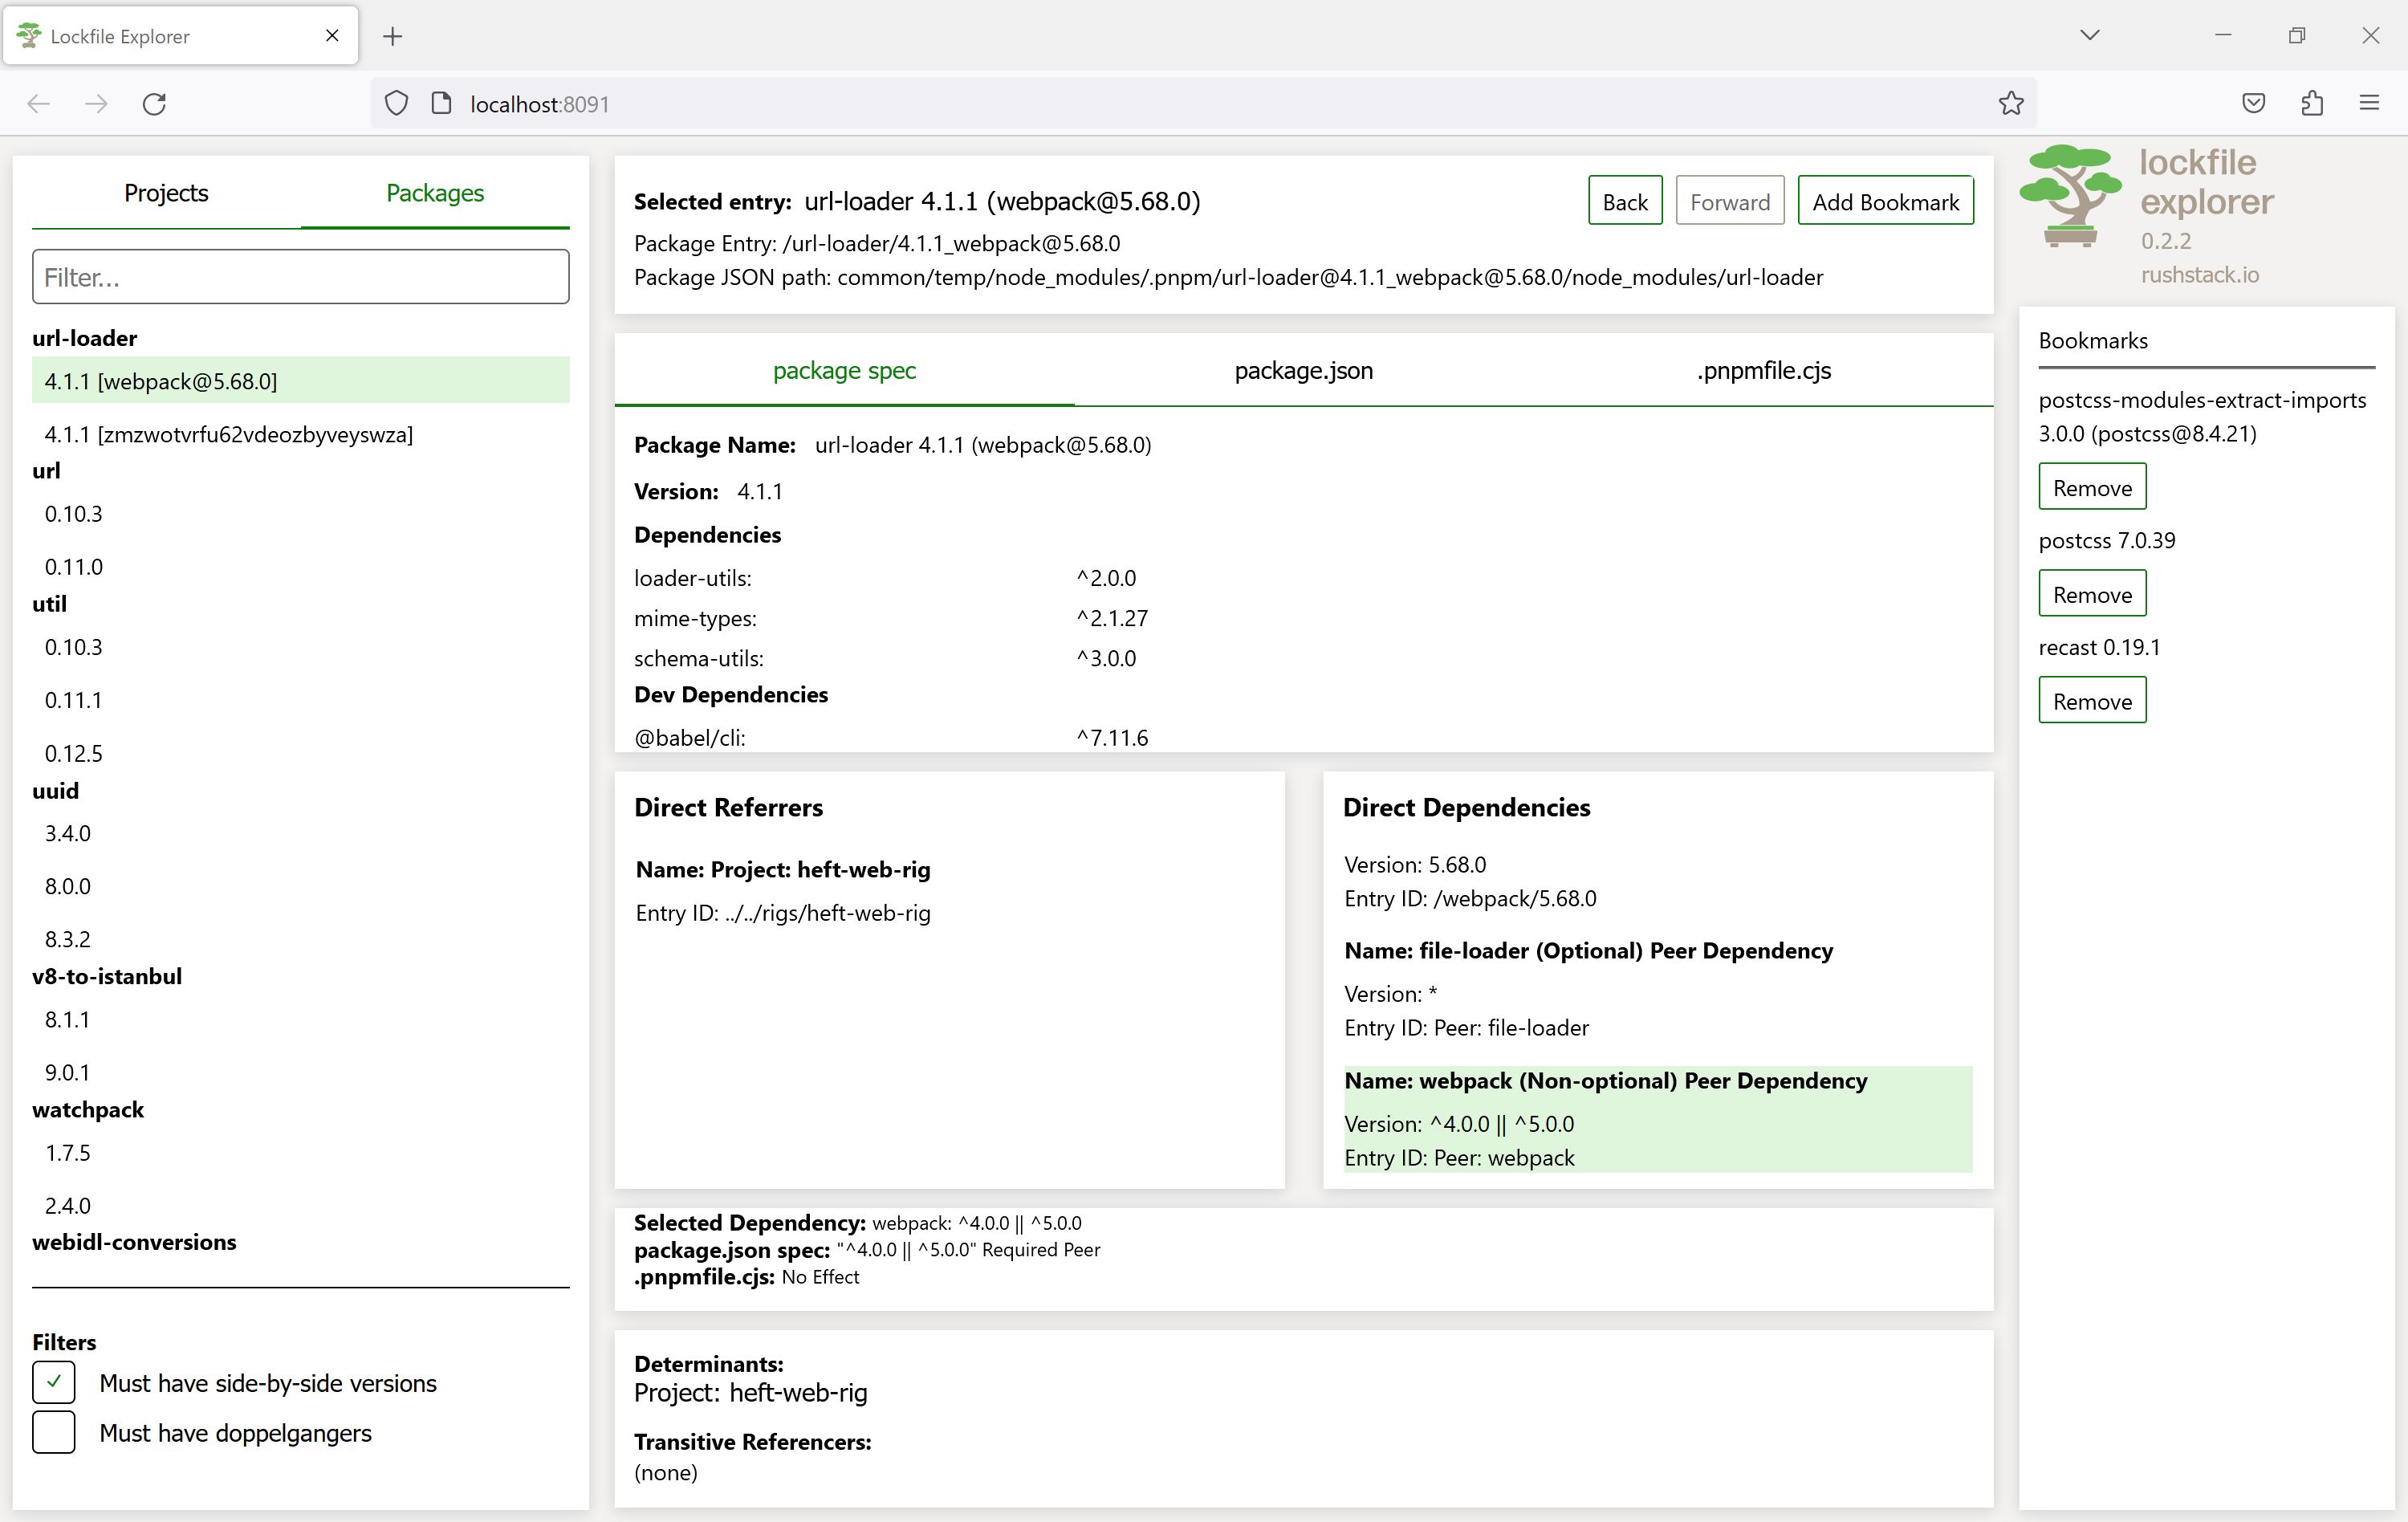 Lockfile Explorer
localhost:8091
Projects
Packages
Filter...
url-loader
4.1.1 [webpack@5.68.0]
4.1.1 [zmzwotvrfu62vdeozbyveyswza]
url
0.10.3
0.11.0
util
0.10.3
0.11.1
0.12.5
uuid
3.4.0
8.0.0
8.3.2
v8-to-istanbul
8.1.1
9.0.1
watchpack
1.7.5
2.4.0
webidl-conversions
Filters
Must have side-by-side versions
Must have doppelgangers
Selected entry: url-loader 4.1.1 (webpack@5.68.0)
Back
Forward
Add Bookmark
Package Entry: /url-loader/4.1.1_webpack@5.68.0
Package JSON path: common/temp/node_modules/.pnpm/url-loader@4.1.1_webpack@5.68.0/node_modules/url-loader
package spec
package.json
.pnpmfile.cjs
Package Name: url-loader 4.1.1 (webpack@5.68.0)
Version: 4.1.1
Dependencies
loader-utils: ^2.0.0
mime-types: ^2.1.27
schema-utils: ^3.0.0
Dev Dependencies
@babel/cli: ^7.11.6
Direct Referrers
Name: Project: heft-web-rig
Entry ID: ../../rigs/heft-web-rig
Direct Dependencies
Version: 5.68.0
Entry ID: /webpack/5.68.0
Name: file-loader (Optional) Peer Dependency
Version: *
Entry ID: Peer: file-loader
Name: webpack (Non-optional) Peer Dependency
Version: ^4.0.0 || ^5.0.0
Entry ID: Peer: webpack
Selected Dependency: webpack: ^4.0.0 || ^5.0.0
package.json spec: "^4.0.0 || ^5.0.0" Required Peer
.pnpmfile.cjs: No Effect
Determinants:
Project: heft-web-rig
Transitive Referencers:
(none)
lockfile
explorer
0.2.2
rushstack.io
Bookmarks
postcss-modules-extract-imports
3.0.0 (postcss@8.4.21)
Remove
postcss 7.0.39
Remove
recast 0.19.1
Remove